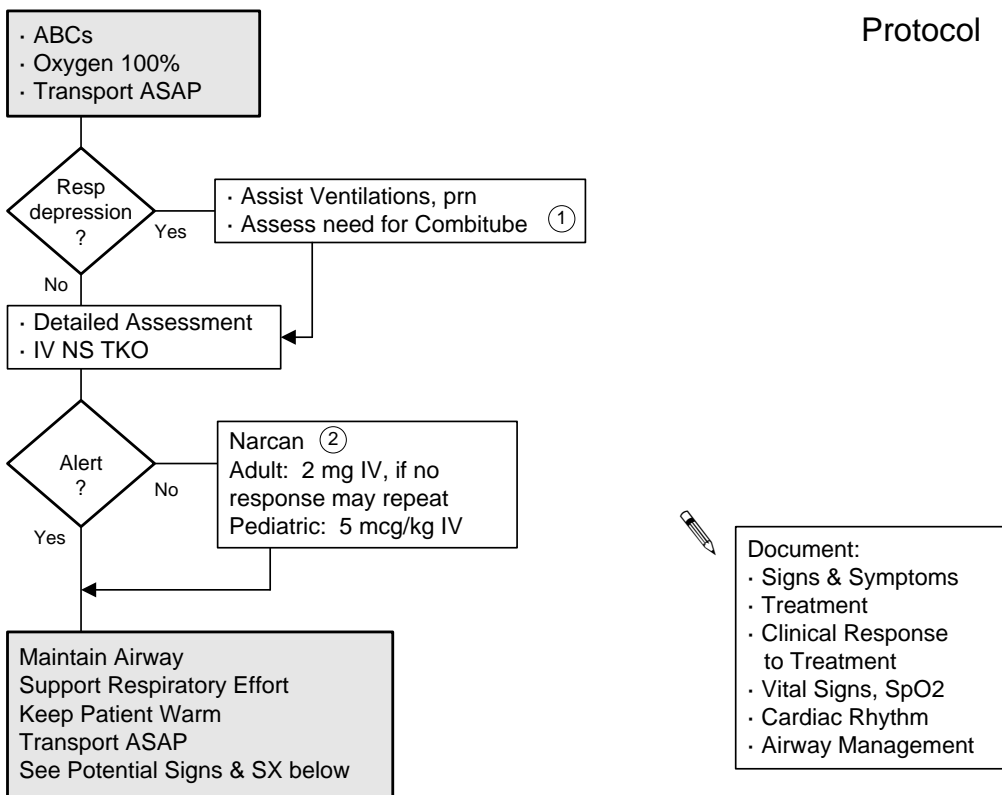 Protocol
· ABCs
· Oxygen 100%
· Transport ASAP
Resp
depression
?
Yes
No
· Assist Ventilations, prn
· Assess need for Combitube 1
· Detailed Assessment
· IV NS TKO
Alert
?
No
Yes
Narcan 2
Adult: 2 mg IV, if no
response may repeat
Pediatric: 5 mcg/kg IV
Maintain Airway
Support Respiratory Effort
Keep Patient Warm
Transport ASAP
See Potential Signs & SX below
Document:
· Signs & Symptoms
· Treatment
· Clinical Response
to Treatment
· Vital Signs, SpO2
· Cardiac Rhythm
· Airway Management